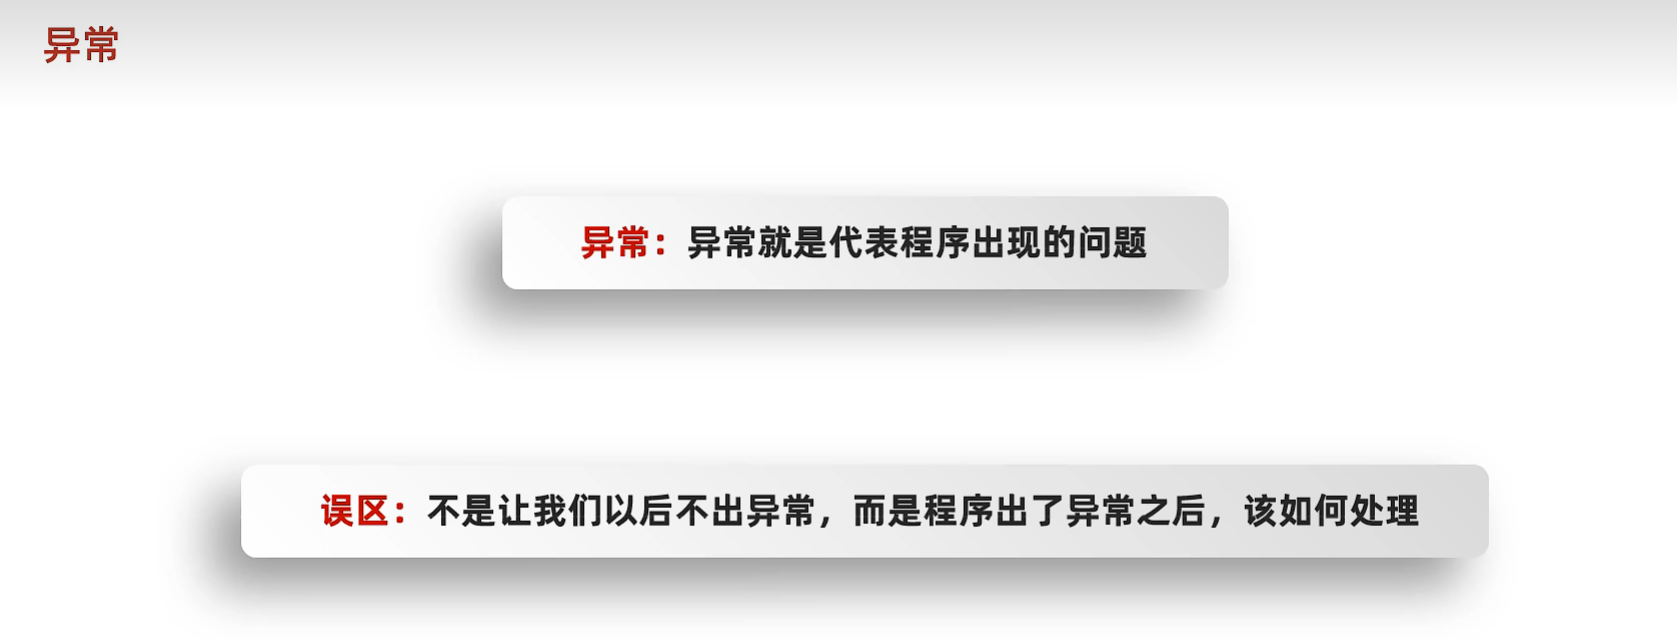 异常
异常：异常就是代表程序出现的问题
误区：不是让我们以后不出异常，而是程序出了异常之后，该如何处理